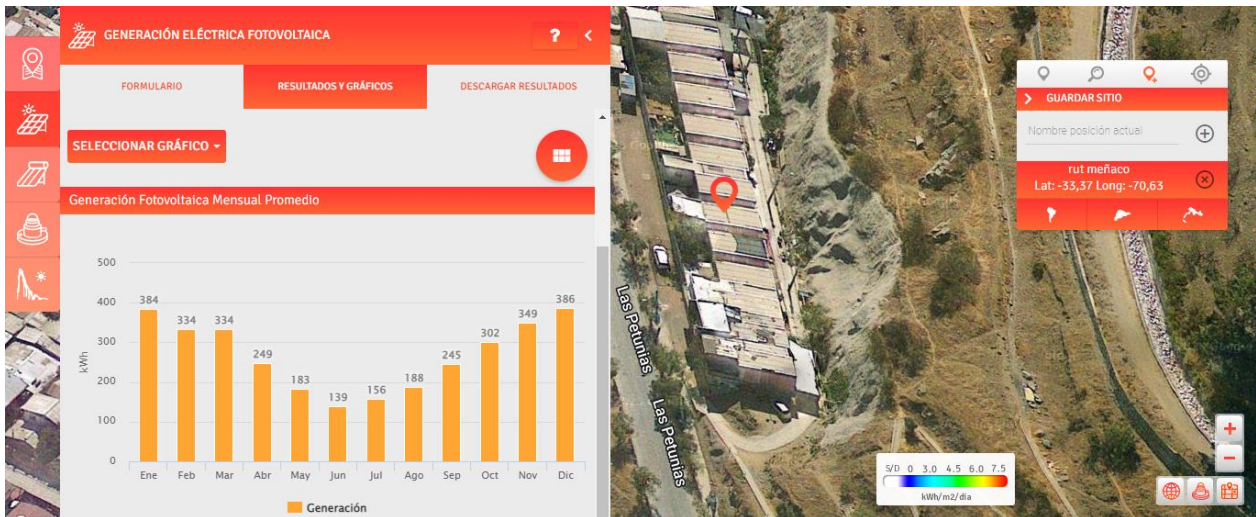 GENERACIÓN ELÉCTRICA FOTOVOLTAICA
?
FORMULARIO
RESULTADOS Y GRÁFICOS
DESCARGAR RESULTADOS
SELECCIONAR GRÁFICO
Generación Fotovoltaica Mensual Promedio
kWh
500
400
300
200
100
0
384 334 334 249 183 139 156 188 245 302 349 386
Ene Feb Mar Abr May Jun Jul Ago Sep Oct Nov Dic
Generación
Las Petunias
Las Petunias
GUARDAR SITIO
Nombre posición actual
rut meñaco
Lat: -33,37 Long: -70,63
S/D 0 3.0 4.5 6.0 7.5
kWh/m2/dia
+
−